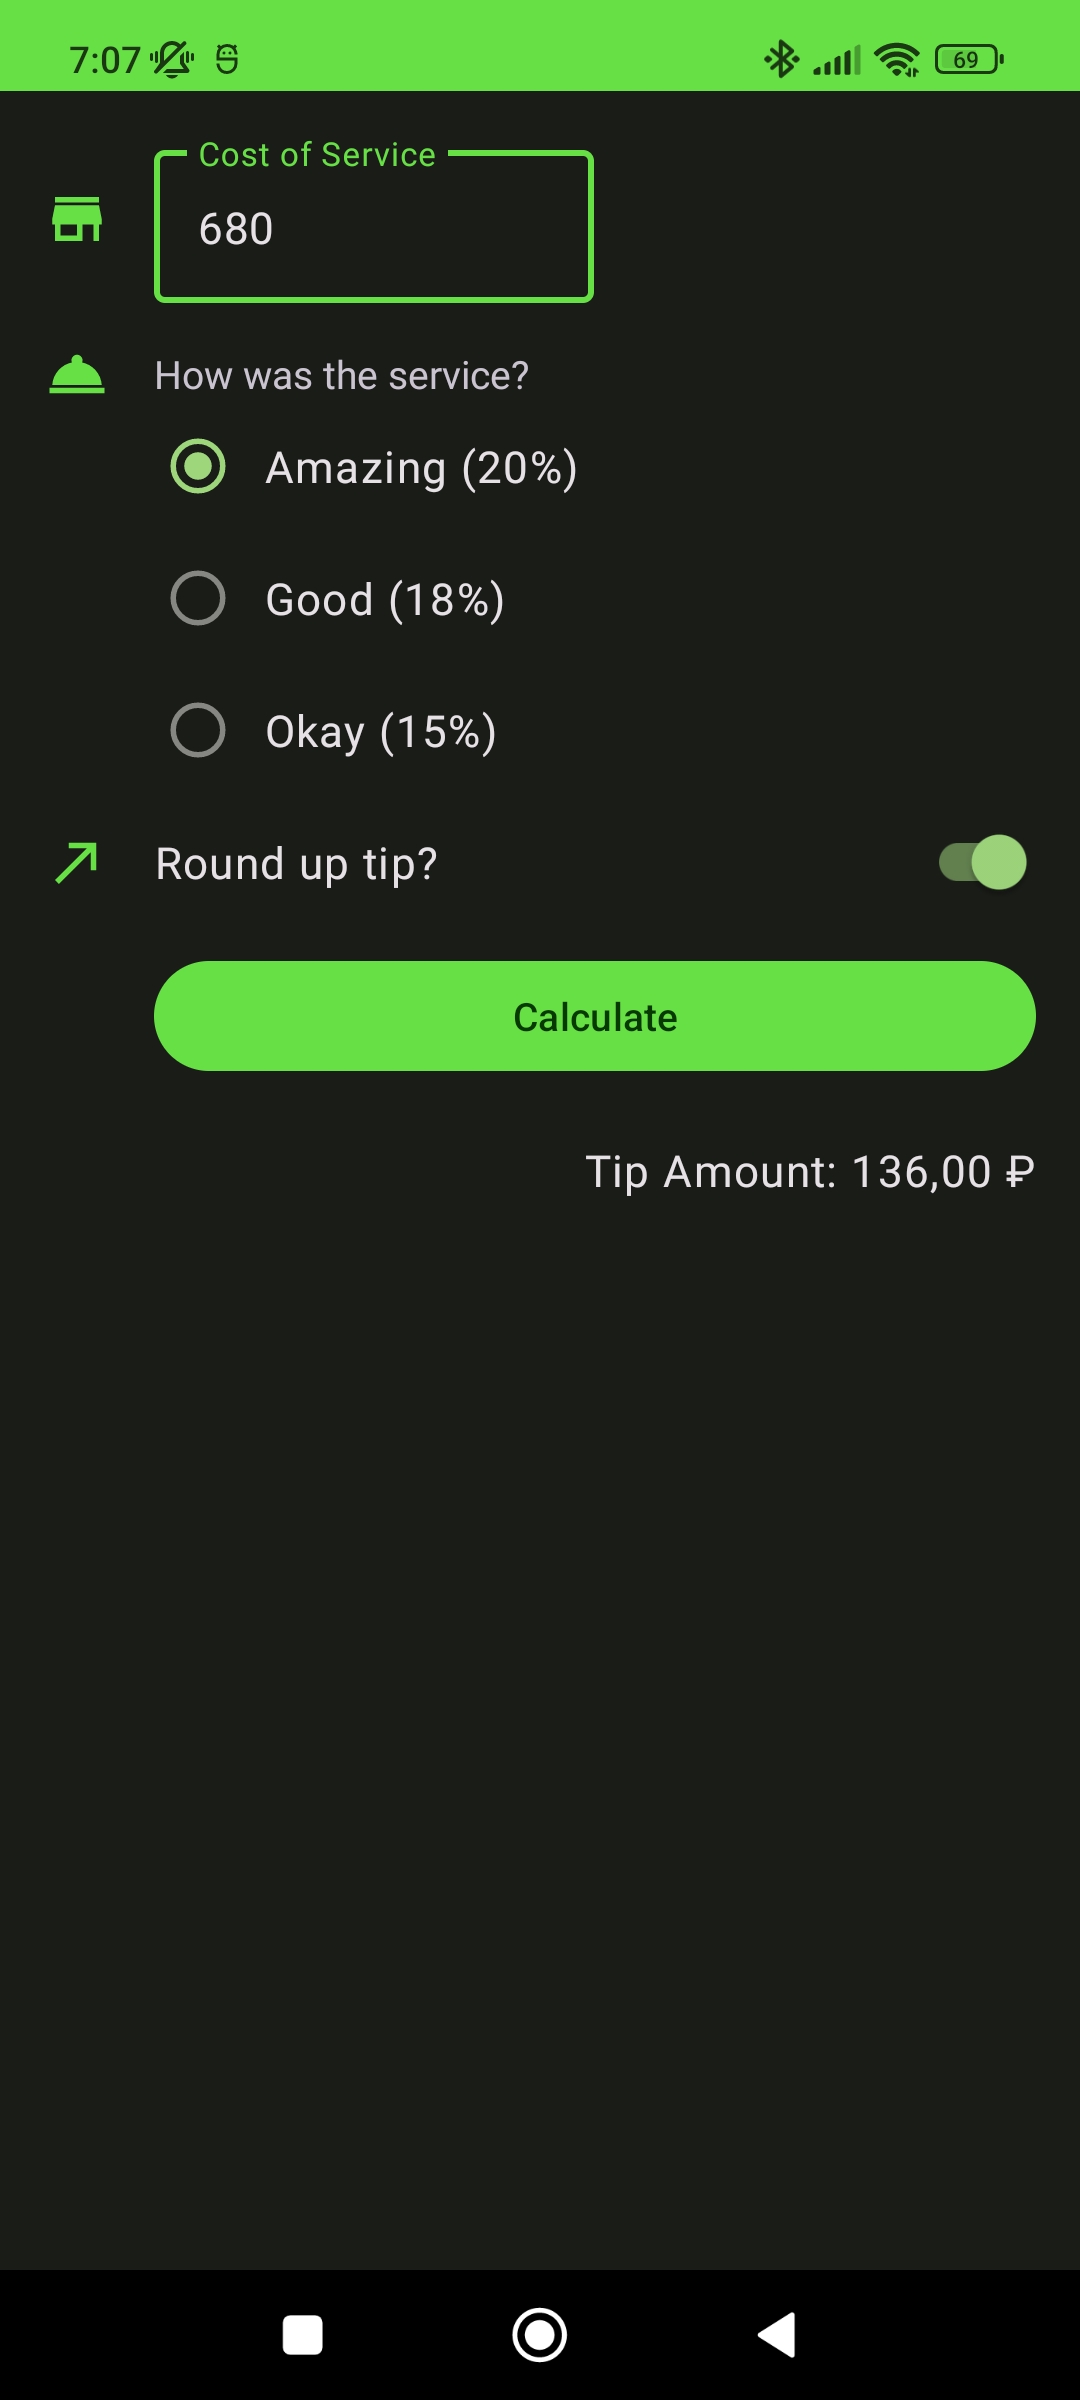 7:07
69
Cost of Service
680
How was the service?
Amazing (20%)
Good (18%)
Okay (15%)
Round up tip?
Calculate
Tip Amount: 136,00 ₽